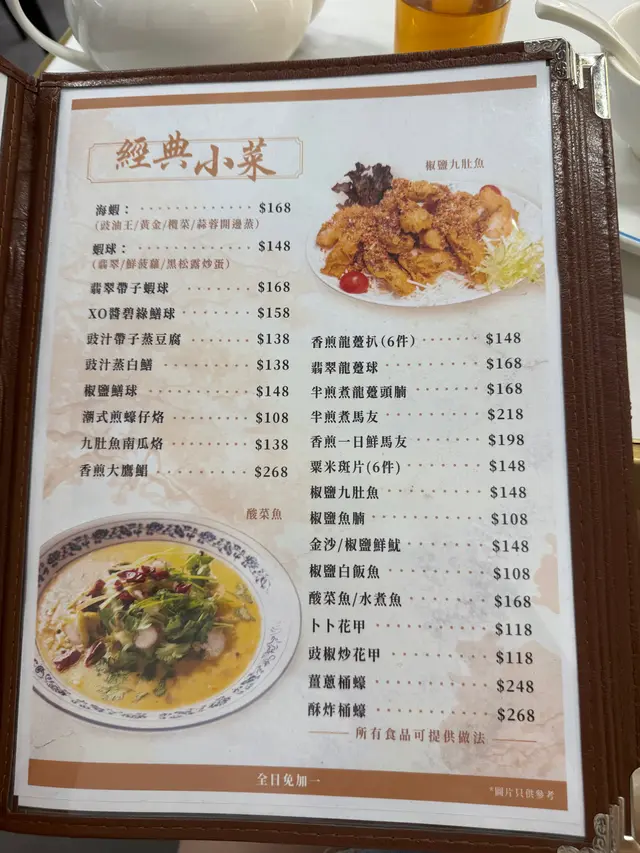 經典小菜
海蝦： $168
(豉油王/黃金/欖菜/蒜蓉開邊蒸)
蝦球： $148
(翡翠/鮮菠蘿/黑松露炒蛋)
翡翠帶子蝦球 $168
XO醬碧綠鱔球 $158
豉汁帶子蒸豆腐 $138
豉汁蒸白鱔 $138
椒鹽鱔球 $148
潮式煎蠔仔烙 $108
九肚魚南瓜烙 $138
香煎大鷹鯧 $268
酸菜魚
椒鹽九肚魚
香煎龍躉扒(6件) $148
翡翠龍躉球 $168
半煎煮龍躉頭腩 $168
半煎煮馬友 $218
香煎一日鮮馬友 $198
粟米斑片(6件) $148
椒鹽九肚魚 $148
椒鹽魚腩 $108
金沙/椒鹽鮮魷 $148
椒鹽白飯魚 $108
酸菜魚/水煮魚 $168
卜卜花甲 $118
豉椒炒花甲 $118
薑蔥桶蠔 $248
酥炸桶蠔 $268
所有食品可提供做法
全日免加一
*圖片只供參考